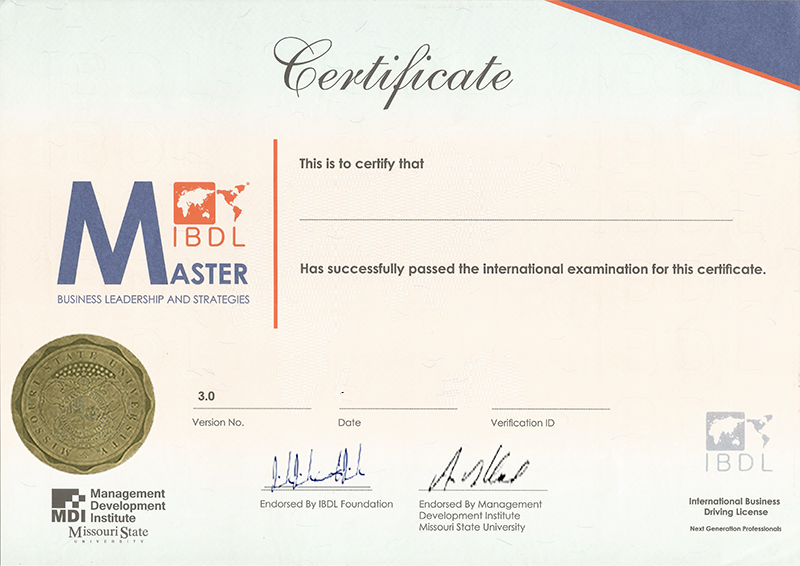 Certificate
This is to certify that
M
IBDL
ASTER
BUSINESS LEADERSHIP AND STRATEGIES
Has successfully passed the international examination for this certificate.
MISSOURI STATE UNIVERSITY
3.0
-
Version No.
Date
Verification ID
Endorsed By IBDL Foundation
Endorsed By Management
Development Institute
Missouri State University
MDI
Management
Development
Institute
Missouri State
UNIVERSITY
IBDL
International Business
Driving License
Next Generation Professionals